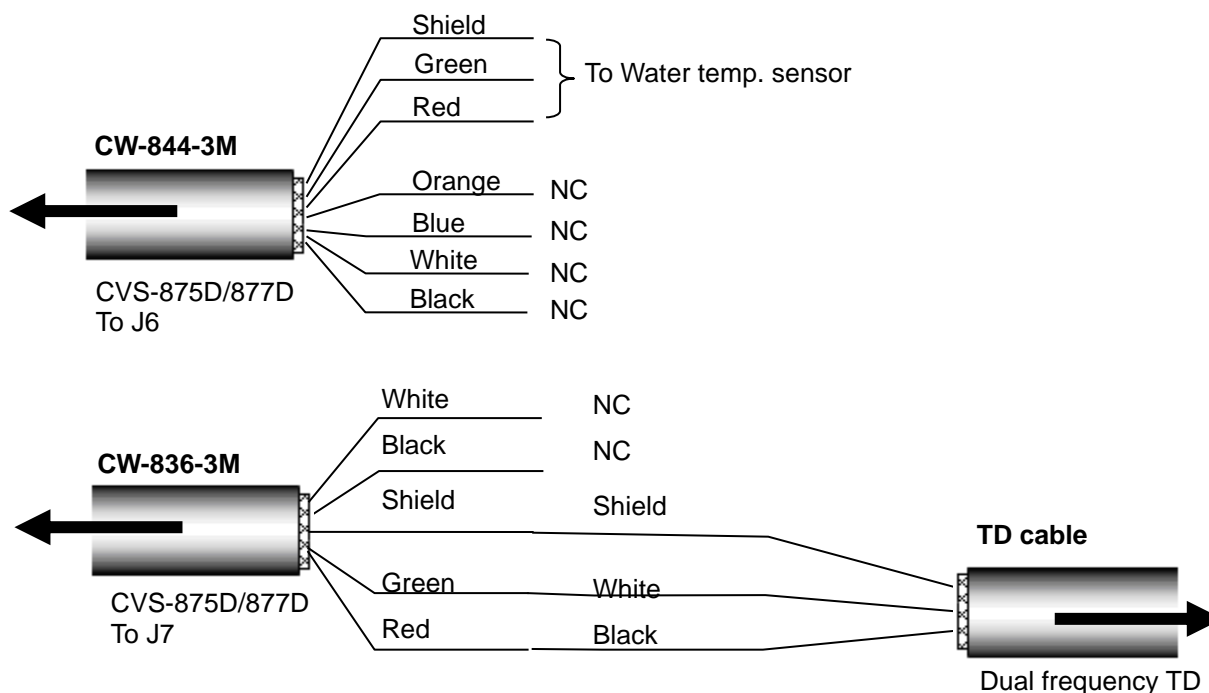 Shield
Green
To Water temp. sensor
Red
CW-844-3M
Orange NC
Blue NC
White NC
Black NC
CVS-875D/877D
To J6
White NC
Black NC
CW-836-3M
Shield Shield
TD cable
Green White
CVS-875D/877D
To J7
Red Black
Dual frequency TD